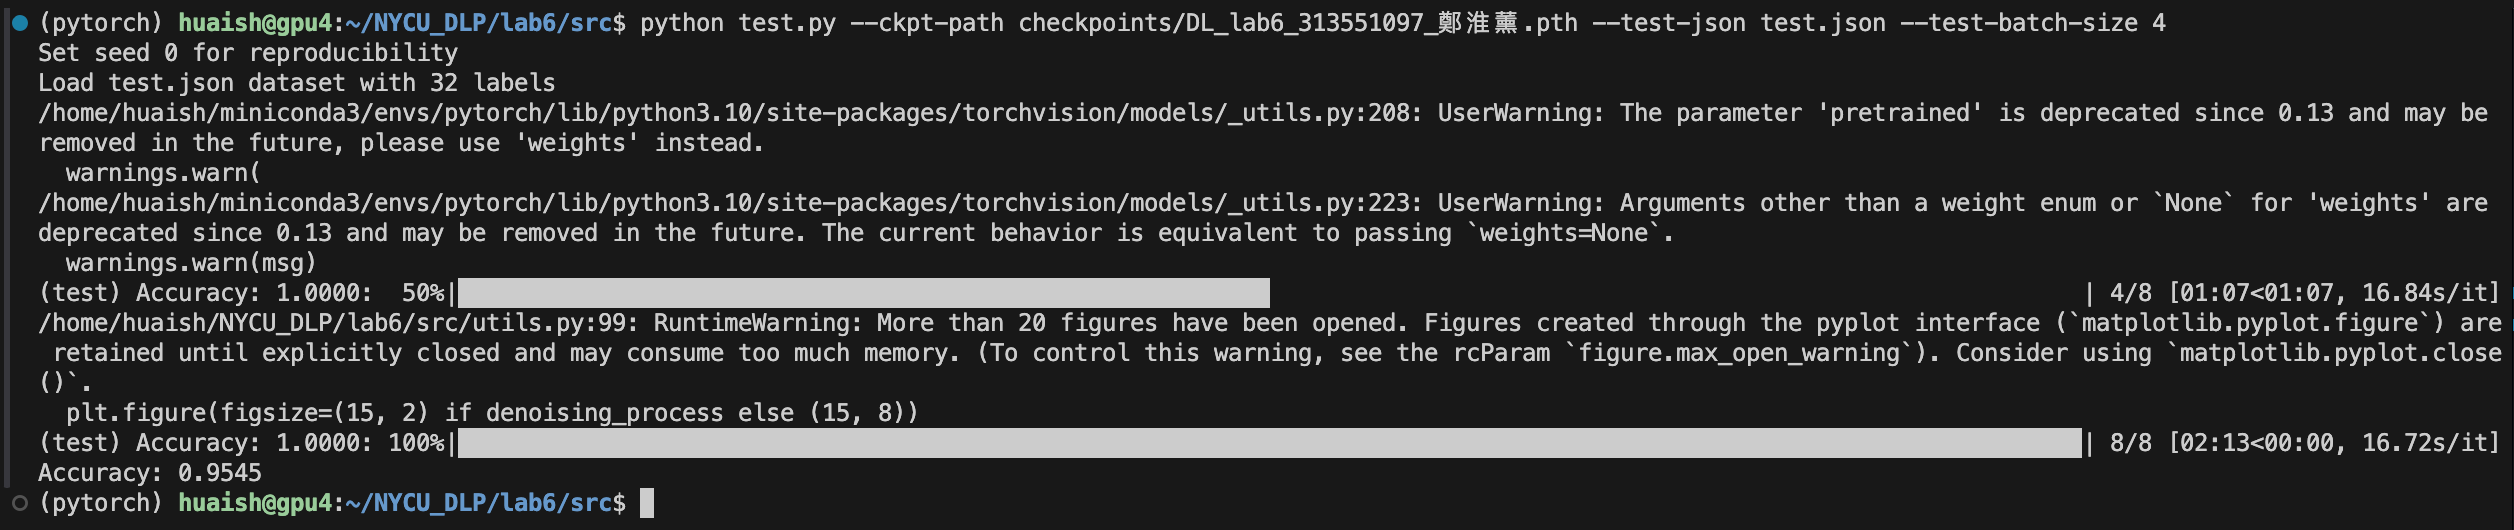 (pytorch) huaish@gpu4:~/NYCU_DLP/lab6/src$ python test.py --ckpt-path checkpoints/DL_lab6_313551097_鄭淮薰.pth --test-json test.json --test-batch-size 4
Set seed 0 for reproducibility
Load test.json dataset with 32 labels
/home/huaish/miniconda3/envs/pytorch/lib/python3.10/site-packages/torchvision/models/_utils.py:208: UserWarning: The parameter 'pretrained' is deprecated since 0.13 and may be
removed in the future, please use 'weights' instead.
  warnings.warn(
/home/huaish/miniconda3/envs/pytorch/lib/python3.10/site-packages/torchvision/models/_utils.py:223: UserWarning: Arguments other than a weight enum or `None` for 'weights' are
deprecated since 0.13 and may be removed in the future. The current behavior is equivalent to passing `weights=None`.
  warnings.warn(msg)
(test) Accuracy: 1.0000:  50%| | 4/8 [01:07<01:07, 16.84s/it]
/home/huaish/NYCU_DLP/lab6/src/utils.py:99: RuntimeWarning: More than 20 figures have been opened. Figures created through the pyplot interface (`matplotlib.pyplot.figure`) are
 retained until explicitly closed and may consume too much memory. (To control this warning, see the rcParam `figure.max_open_warning`). Consider using `matplotlib.pyplot.close
()`.
  plt.figure(figsize=(15, 2) if denoising_process else (15, 8))
(test) Accuracy: 1.0000: 100%| | 8/8 [02:13<00:00, 16.72s/it]
Accuracy: 0.9545
(pytorch) huaish@gpu4:~/NYCU_DLP/lab6/src$